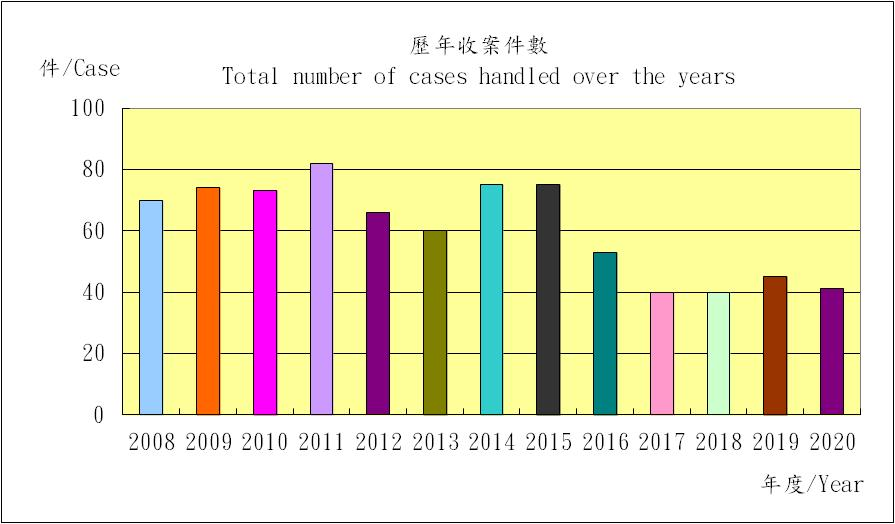 歷年收案件數
件/Case
Total number of cases handled over the years
100
80
60
40
20
0
2008 2009 2010 2011 2012 2013 2014 2015 2016 2017 2018 2019 2020
年度/Year